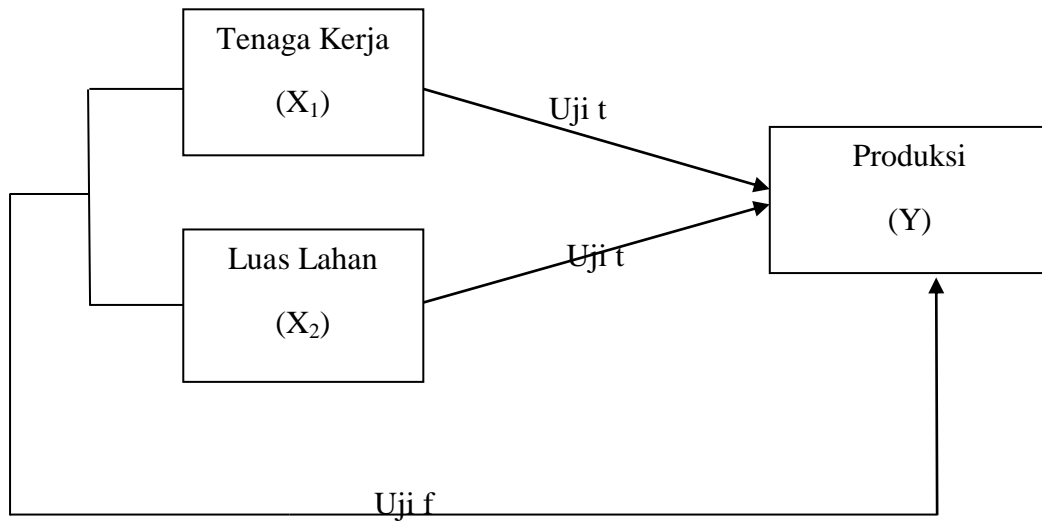 Tenaga Kerja
(X₁)
Uji t
Produksi
(Y)
Luas Lahan
(X₂)
Uji t
Uji f